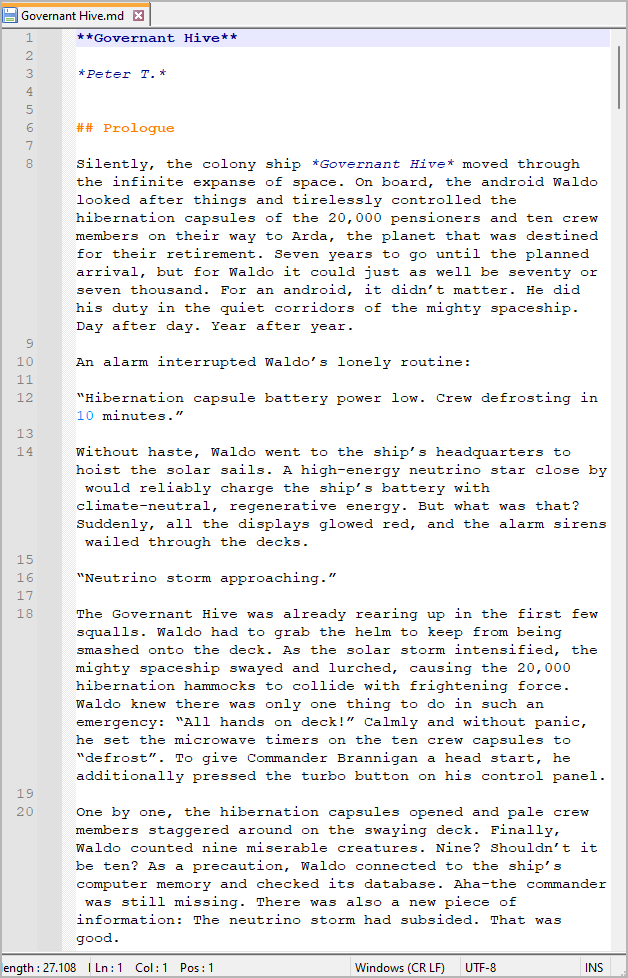 Governant Hive.md
1 **Governant Hive**
2
3 *Peter T.*
4
5
6 ## Prologue
7
8 Silently, the colony ship *Governant Hive* moved through
the infinite expanse of space. On board, the android Waldo
looked after things and tirelessly controlled the
hibernation capsules of the 20,000 pensioners and ten crew
members on their way to Arda, the planet that was destined
for their retirement. Seven years to go until the planned
arrival, but for Waldo it could just as well be seventy or
seven thousand. For an android, it didn’t matter. He did
his duty in the quiet corridors of the mighty spaceship.
Day after day. Year after year.
9
10 An alarm interrupted Waldo’s lonely routine:
11
12 “Hibernation capsule battery power low. Crew defrosting in
10 minutes.”
13
14 Without haste, Waldo went to the ship’s headquarters to
hoist the solar sails. A high-energy neutrino star close by
would reliably charge the ship’s battery with
climate-neutral, regenerative energy. But what was that?
Suddenly, all the displays glowed red, and the alarm sirens
wailed through the decks.
15
16 “Neutrino storm approaching.”
17
18 The Governant Hive was already rearing up in the first few
squalls. Waldo had to grab the helm to keep from being
smashed onto the deck. As the solar storm intensified, the
mighty spaceship swayed and lurched, causing the 20,000
hibernation hammocks to collide with frightening force.
Waldo knew there was only one thing to do in such an
emergency: “All hands on deck!” Calmly and without panic,
he set the microwave timers on the ten crew capsules to
“defrost”. To give Commander Brannigan a head start, he
additionally pressed the turbo button on his control panel.
19
20 One by one, the hibernation capsules opened and pale crew
members staggered around on the swaying deck. Finally,
Waldo counted nine miserable creatures. Nine? Shouldn’t it
be ten? As a precaution, Waldo connected to the ship’s
computer memory and checked its database. Aha—the commander
was still missing. There was also a new piece of
information: The neutrino storm had subsided. That was
good.
ength : 27.108 Ln : 1 Col : 1 Pos : 1 Windows (CR LF) UTF-8 INS